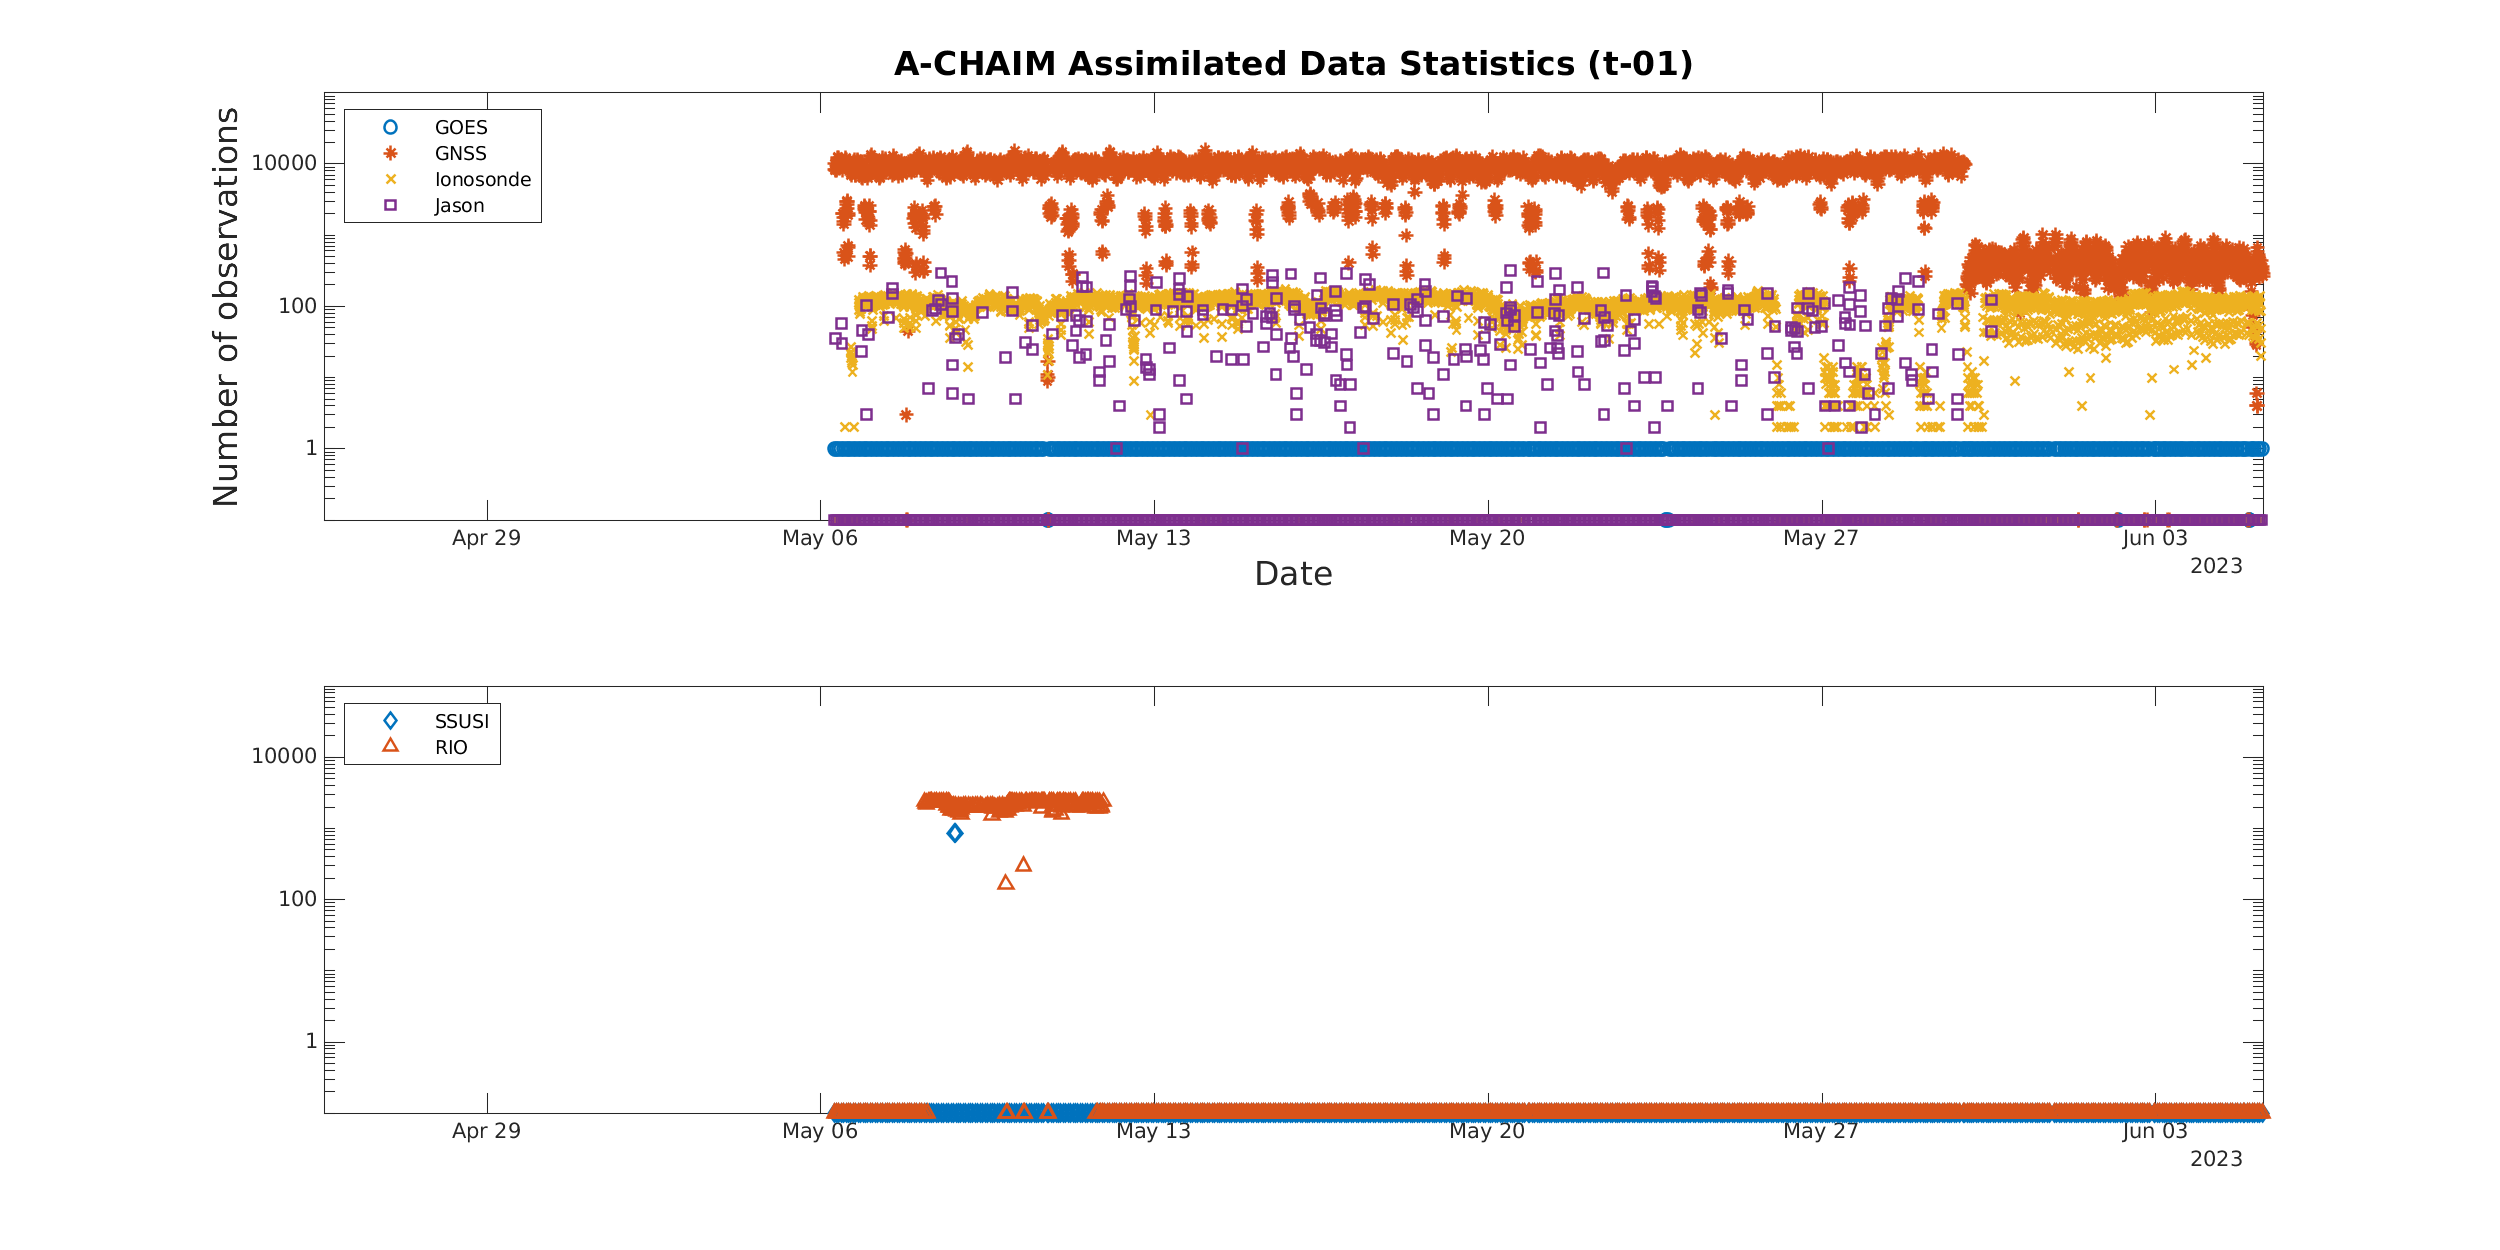 A-CHAIM Assimilated Data Statistics (t-01)
Number of observations
10000
100
1
GOES
GNSS
Ionosonde
Jason
Apr 29 May 06 May 13 May 20 May 27 Jun 03
2023
Date
10000
100
1
SSUSI
RIO
Apr 29 May 06 May 13 May 20 May 27 Jun 03
2023